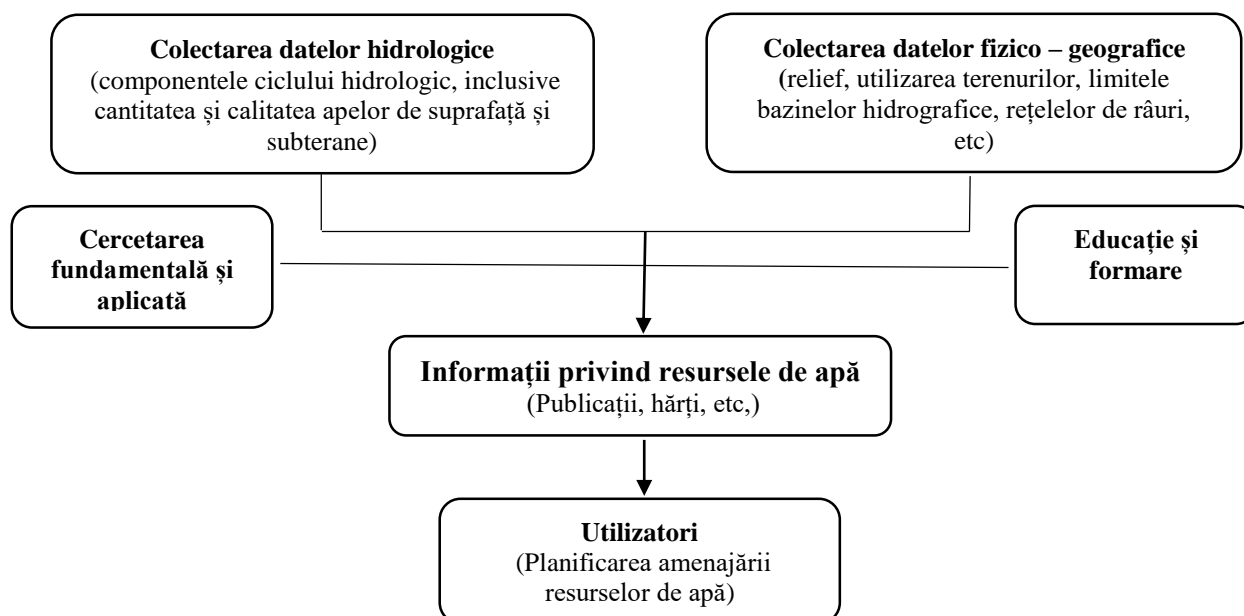 Colectarea datelor hidrologice
(componentele ciclului hidrologic, inclusive
cantitatea și calitatea apelor de suprafață și
subterane)
Colectarea datelor fizico – geografice
(relief, utilizarea terenurilor, limitele
bazinelor hidrografice, rețelelor de râuri,
etc)
Cercetarea
fundamentală și
aplicată
Educație și
formare
Informații privind resursele de apă
(Publicații, hărți, etc,)
Utilizatori
(Planificarea amenajării
resurselor de apă)